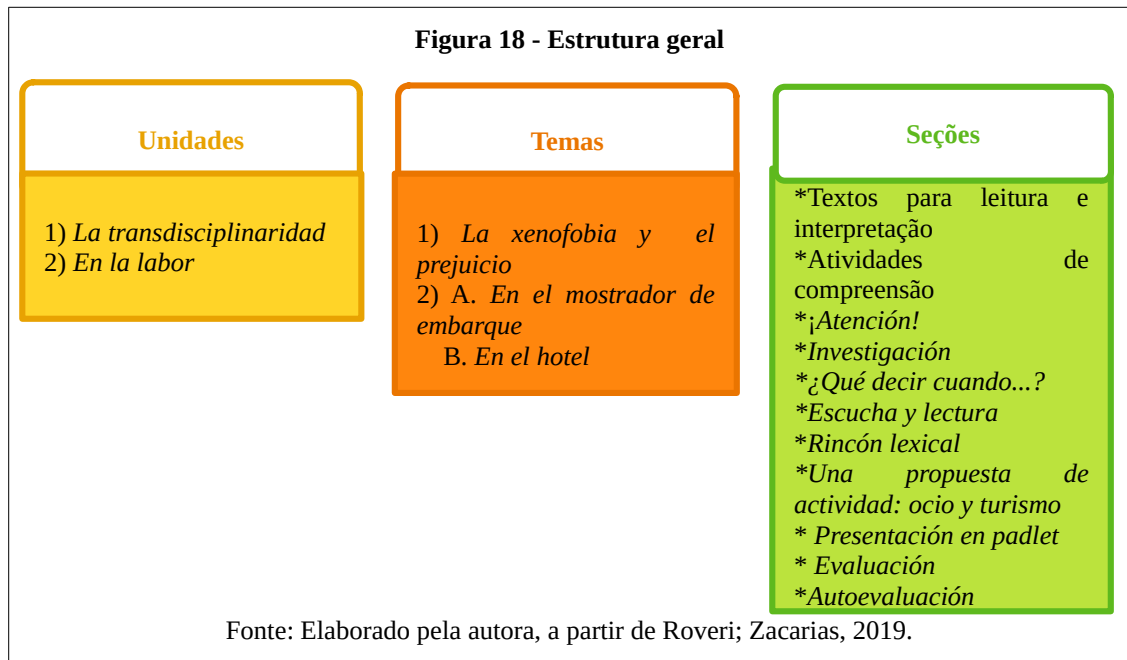 Figura 18 - Estrutura geral
Unidades
1) La transdisciplinaridad
2) En la labor
Temas
1) La xenofobia y el
prejuicio
2) A. En el mostrador de
embarque
B. En el hotel
Seções
*Textos para leitura e
interpretação
*Atividades de
compreensão
*¡Atención!
*Investigación
*¿Qué decir cuando...?
*Escucha y lectura
*Rincón lexical
*Una propuesta de
actividad: ocio y turismo
* Presentación en padlet
* Evaluación
*Autoevaluación
Fonte: Elaborado pela autora, a partir de Roveri; Zacarias, 2019.